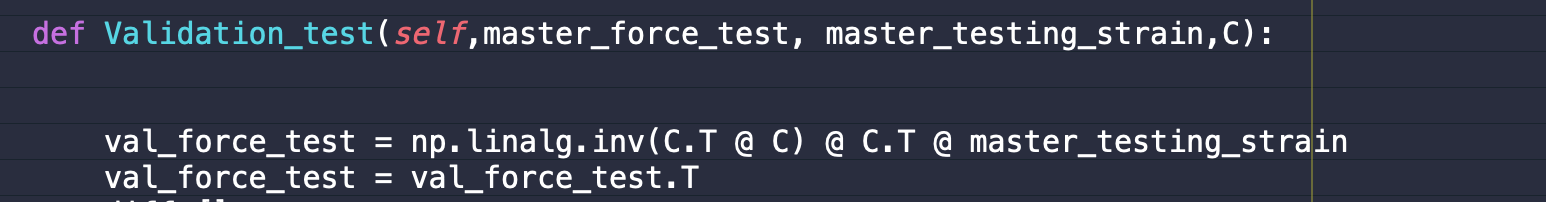 def Validation_test(self,master_force_test, master_testing_strain,C):
val_force_test = np.linalg.inv(C.T @ C) @ C.T @ master_testing_strain
val_force_test = val_force_test.T